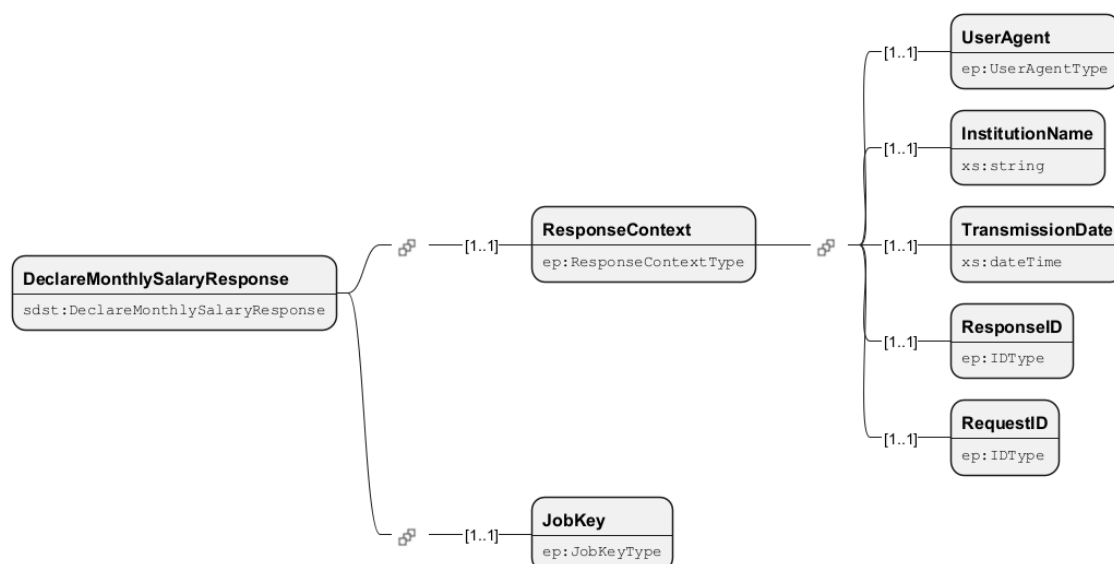 UserAgent
ep:UserAgentType
[1..1]
InstitutionName
xs:string
[1..1]
ResponseContext
ep:ResponseContextType
[1..1]
TransmissionDate
xs:dateTime
[1..1]
DeclareMonthlySalaryResponse
sdst:DeclareMonthlySalaryResponse
ResponseID
ep:IDType
[1..1]
RequestID
ep:IDType
[1..1]
JobKey
ep:JobKeyType
[1..1]